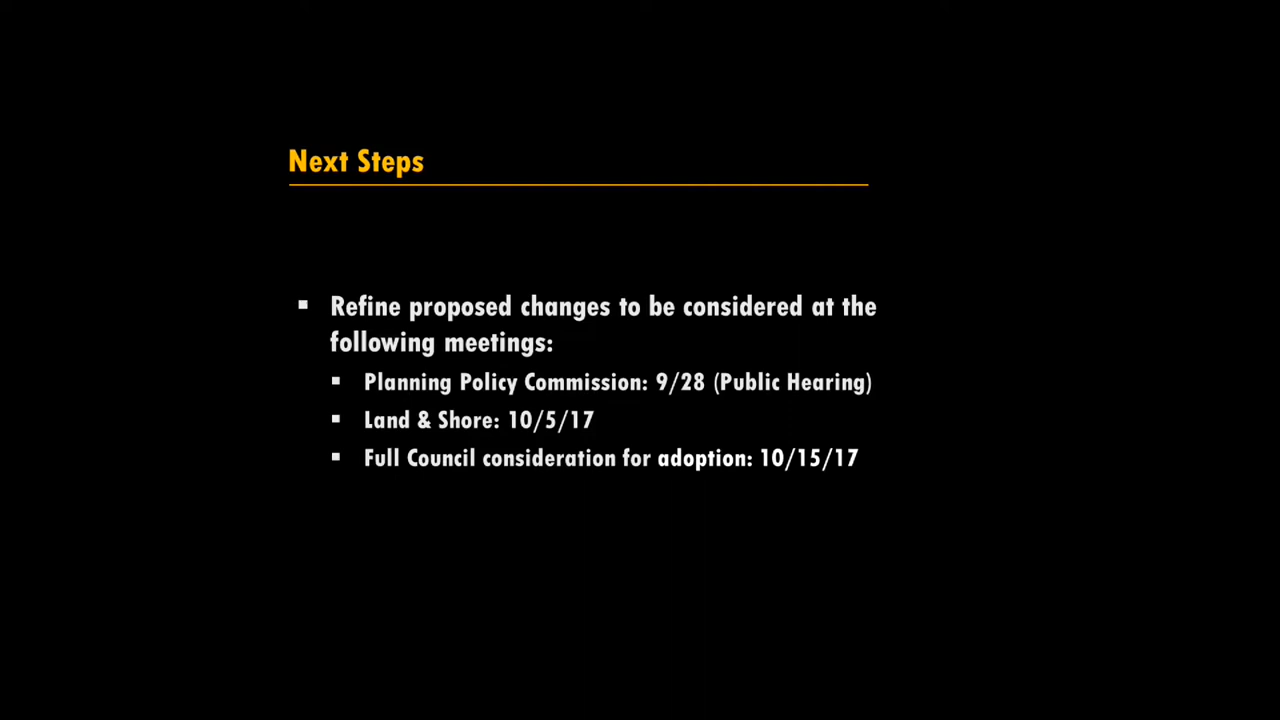 Next Steps
▪ Refine proposed changes to be considered at the
following meetings:
▪ Planning Policy Commission: 9/28 (Public Hearing)
▪ Land & Shore: 10/5/17
▪ Full Council consideration for adoption: 10/15/17